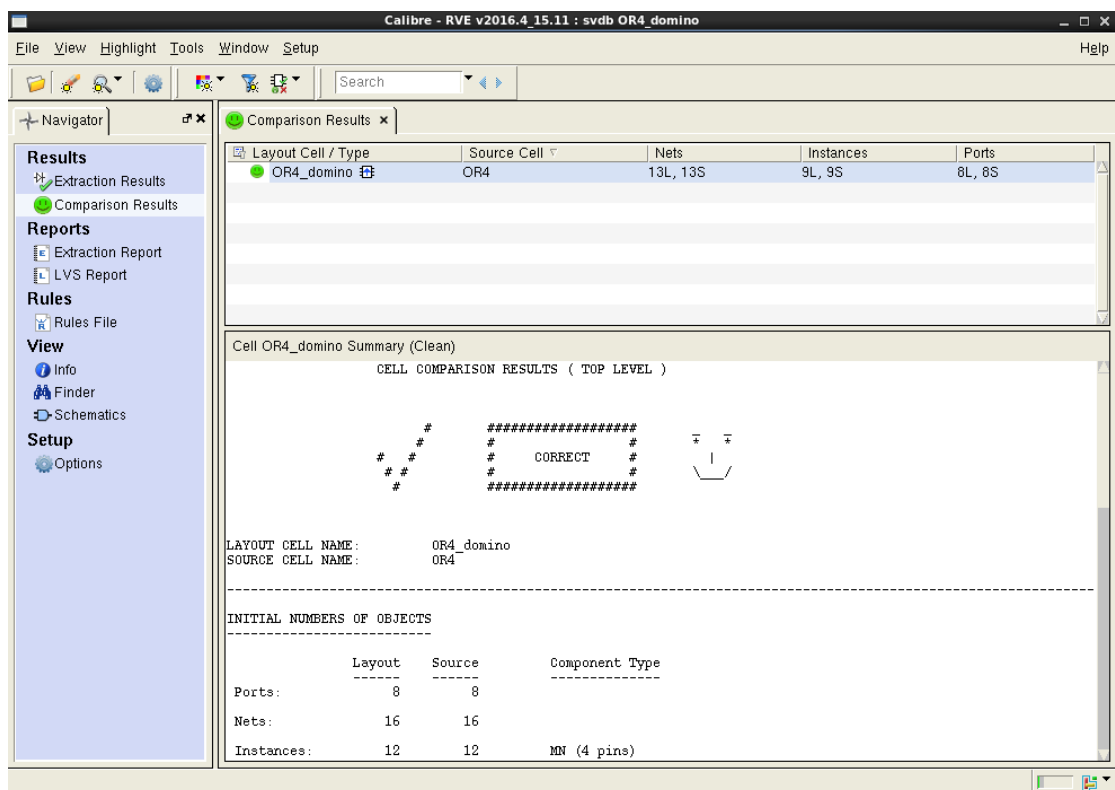 Calibre - RVE v2016.4_15.11 : svdb OR4_domino
File View Highlight Tools Window Setup Help
Search
Navigator
Results
Extraction Results
Comparison Results
Reports
Extraction Report
LVS Report
Rules
Rules File
View
Info
Finder
Schematics
Setup
Options
Comparison Results
Layout Cell / Type Source Cell Nets Instances Ports
OR4_domino OR4 13L, 13S 9L, 9S 8L, 8S
Cell OR4_domino Summary (Clean)
CELL COMPARISON RESULTS ( TOP LEVEL )
# ################### _ _
# # # * *
# # # CORRECT # |
# # # # \___/
# ###################
LAYOUT CELL NAME: OR4_domino
SOURCE CELL NAME: OR4
INITIAL NUMBERS OF OBJECTS
Layout Source Component Type
Ports: 8 8
Nets: 16 16
Instances: 12 12 MN (4 pins)